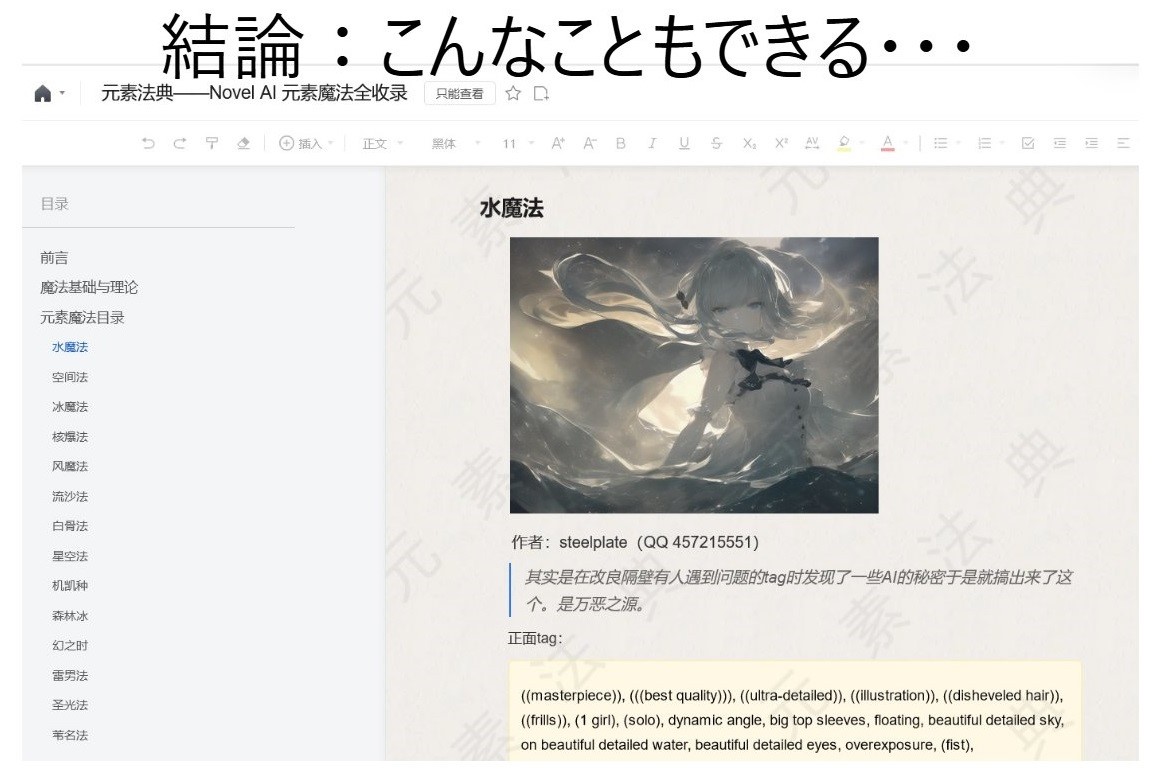 結論：こんなこともできる・・・
元素法典——Novel AI 元素魔法全收录 只能查看
插入 正文 黑体 11 A⁺ A⁻ B I U S X₂ X² AV A
目录
前言
魔法基础与理论
元素魔法目录
水魔法
空间法
冰魔法
核爆法
风魔法
流沙法
白骨法
星空法
机凯种
森林冰
幻之时
雷男法
圣光法
苇名法
水魔法
作者：steelplate（QQ 457215551）
其实是在改良隔壁有人遇到问题的tag时发现了一些AI的秘密于是就搞出来了这
个。是万恶之源。
正面tag：
((masterpiece)), (((best quality))), ((ultra-detailed)), ((illustration)), ((disheveled hair)),
((frills)), (1 girl), (solo), dynamic angle, big top sleeves, floating, beautiful detailed sky,
on beautiful detailed water, beautiful detailed eyes, overexposure, (fist),
元素法典